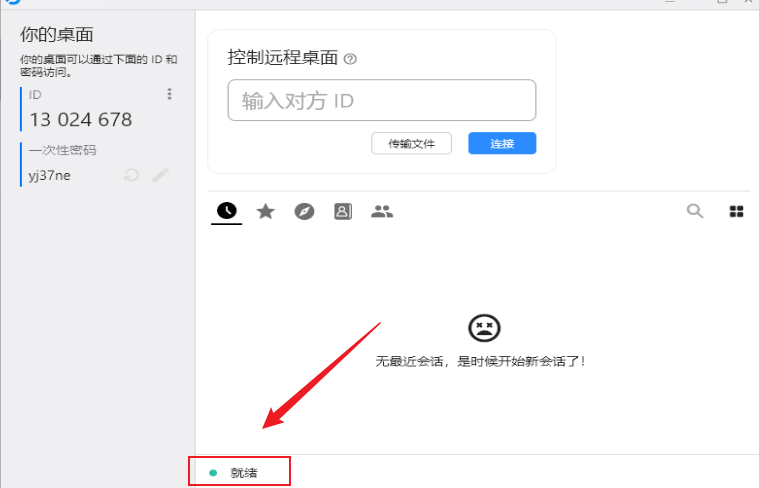 你的桌面
你的桌面可以通过下面的 ID 和
密码访问。
ID
13 024 678
一次性密码
yj37ne
控制远程桌面
输入对方 ID
传输文件
连接
无最近会话，是时候开始新会话了！
就绪